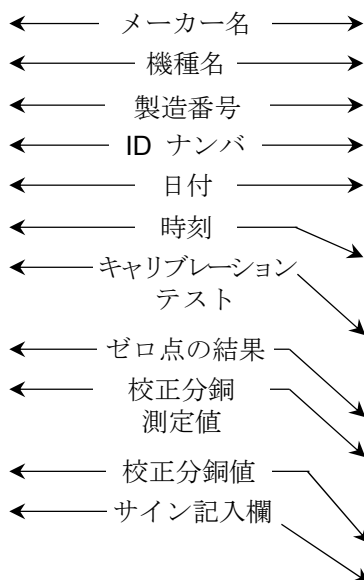 メーカー名
機種名
製造番号
ID ナンバ
日付
時刻
キャリブレーション
テスト
ゼロ点の結果
校正分銅
測定値
校正分銅値
サイン記入欄